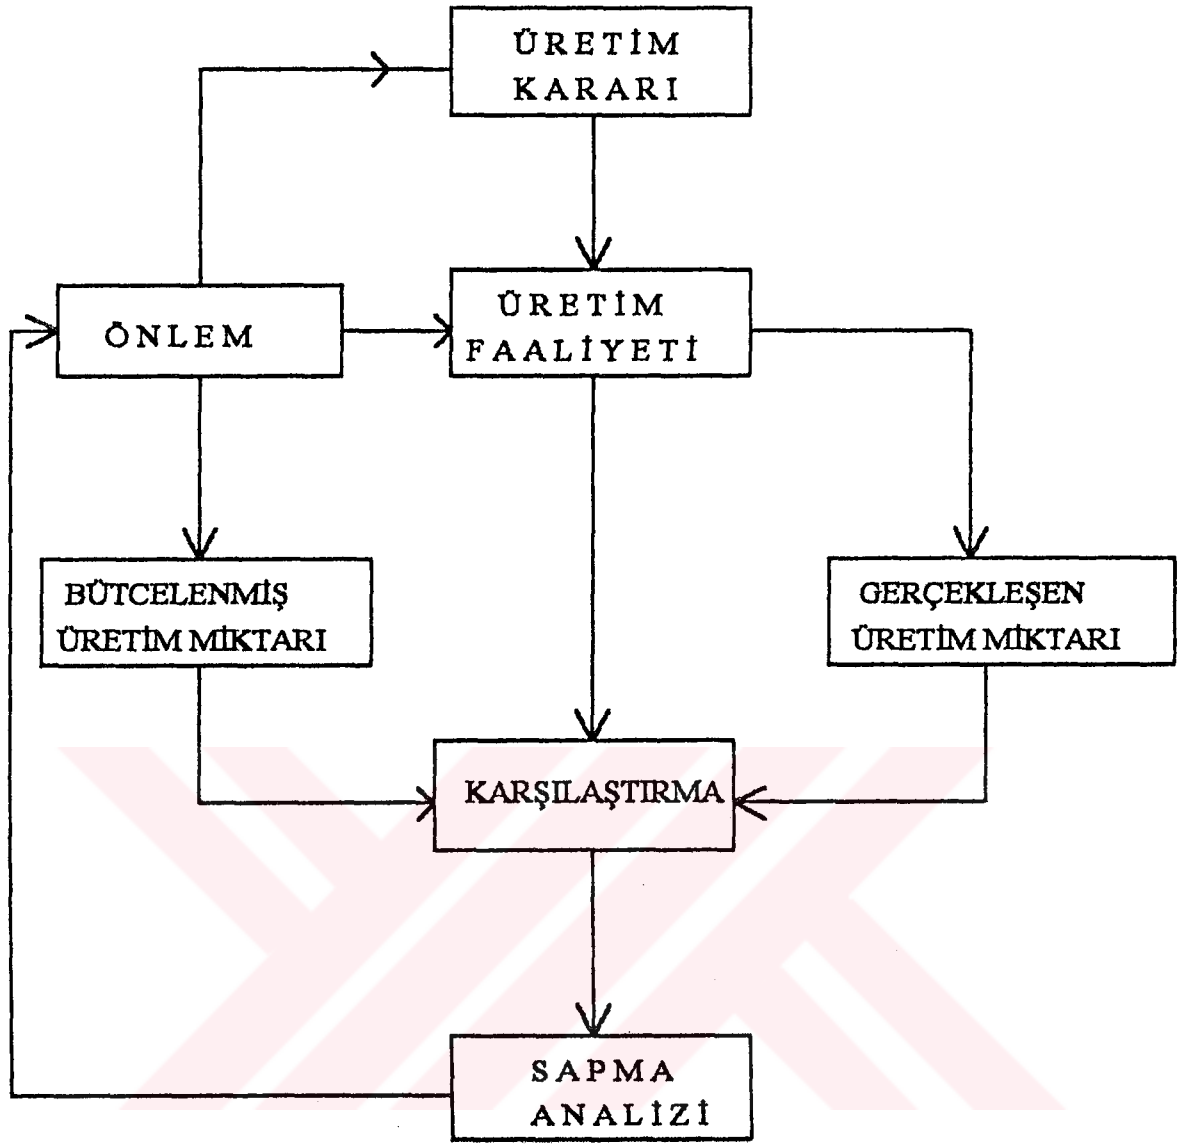 ÜRETİM
KARARI
ÖNLEM
ÜRETİM
FAALİYETİ
BÜTCELENMİŞ
ÜRETİM MİKTARI
GERÇEKLEŞEN
ÜRETİM MİKTARI
KARŞILAŞTIRMA
SAPMA
ANALİZİ